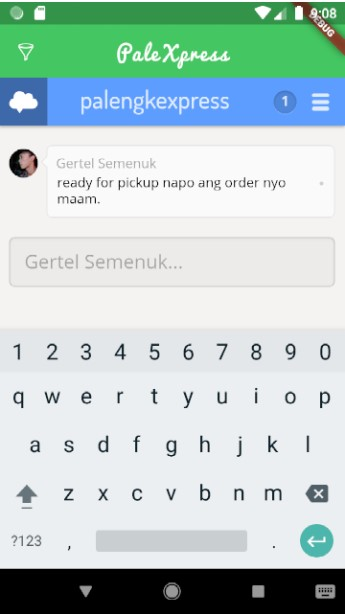 9:08
DEBUG
PaleXpress
palengkexpress
1
Gertel Semenuk
ready for pickup napo ang order nyo
maam.
Gertel Semenuk...
1 2 3 4 5 6 7 8 9 0
q w e r t y u i o p
a s d f g h j k l
z x c v b n m
?123 , .